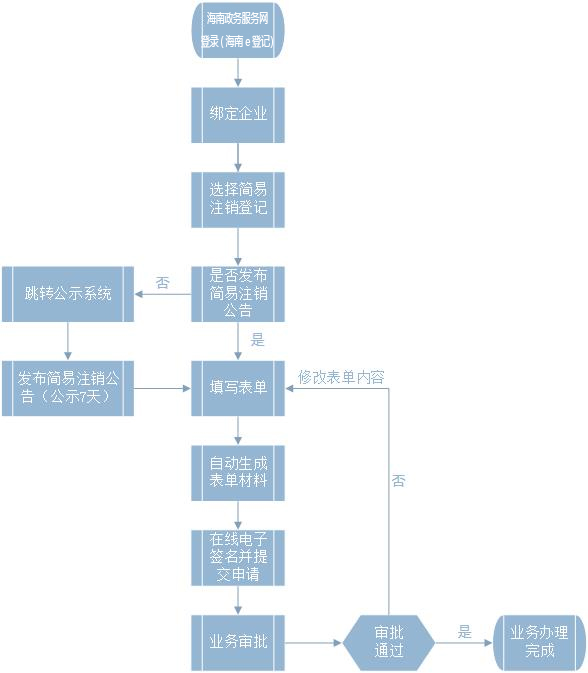 海南政务服务网
登录(海南e登记)
绑定企业
选择简易
注销登记
是否发布
简易注销
公告
否
跳转公示系统
是
发布简易注销公
告（公示7天）
填写表单
修改表单内容
自动生成
表单材料
否
在线电子
签名并提
交申请
业务审批
审批
通过
是
业务办理
完成